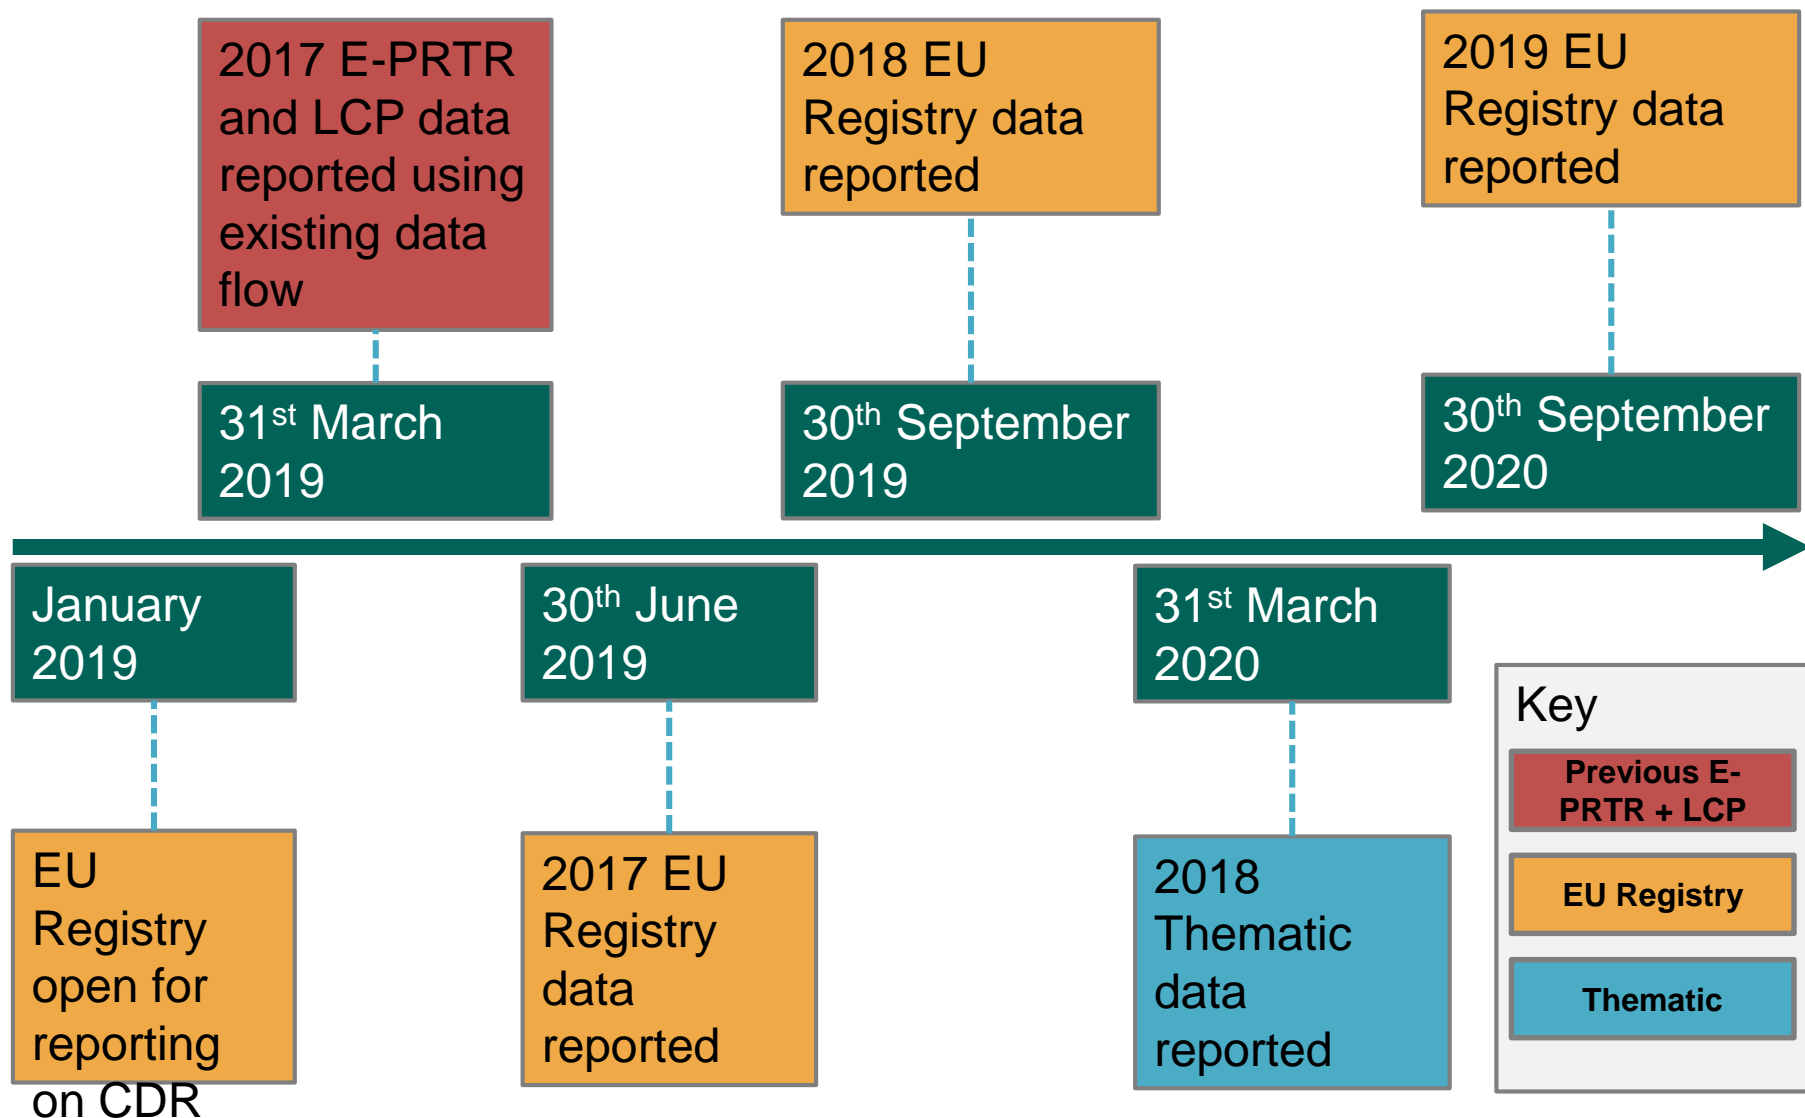 2017 E-PRTR
and LCP data
reported using
existing data
flow
2018 EU
Registry data
reported
2019 EU
Registry data
reported
31st March
2019
30th September
2019
30th September
2020
January
2019
30th June
2019
31st March
2020
EU
Registry
open for
reporting
on CDR
2017 EU
Registry
data
reported
2018
Thematic
data
reported
Key
Previous E-
PRTR + LCP
EU Registry
Thematic